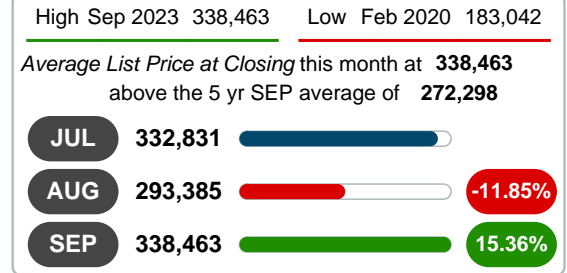 High Sep 2023 338,463 Low Feb 2020 183,042
Average List Price at Closing this month at 338,463
above the 5 yr SEP average of 272,298
JUL 332,831
AUG 293,385 -11.85%
SEP 338,463 15.36%